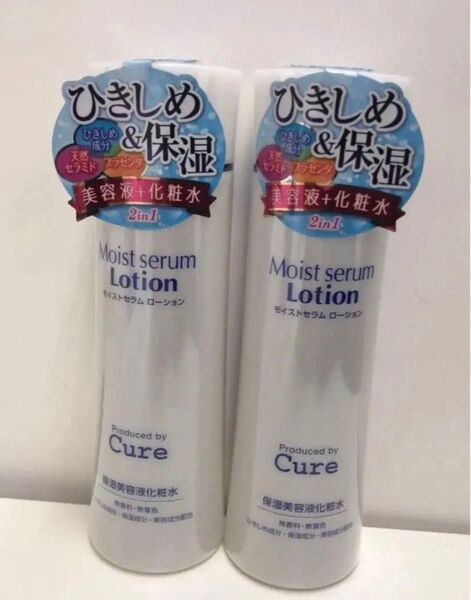 ひきしめ
&保湿
ひきしめ
成分
天然
セラミド
プラセンタ
美容液+化粧水
2in1
Moist serum
Lotion
モイストセラム ローション
Produced by
Cure
保湿美容液化粧水
無香料・無着色
ひきしめ成分・保湿成分・美容成分配合
ひきしめ
&保湿
ひきしめ
成分
天然
セラミド
プラセンタ
美容液+化粧水
2in1
Moist serum
Lotion
モイストセラム ローション
Produced by
Cure
保湿美容液化粧水
無香料・無着色
ひきしめ成分・保湿成分・美容成分配合